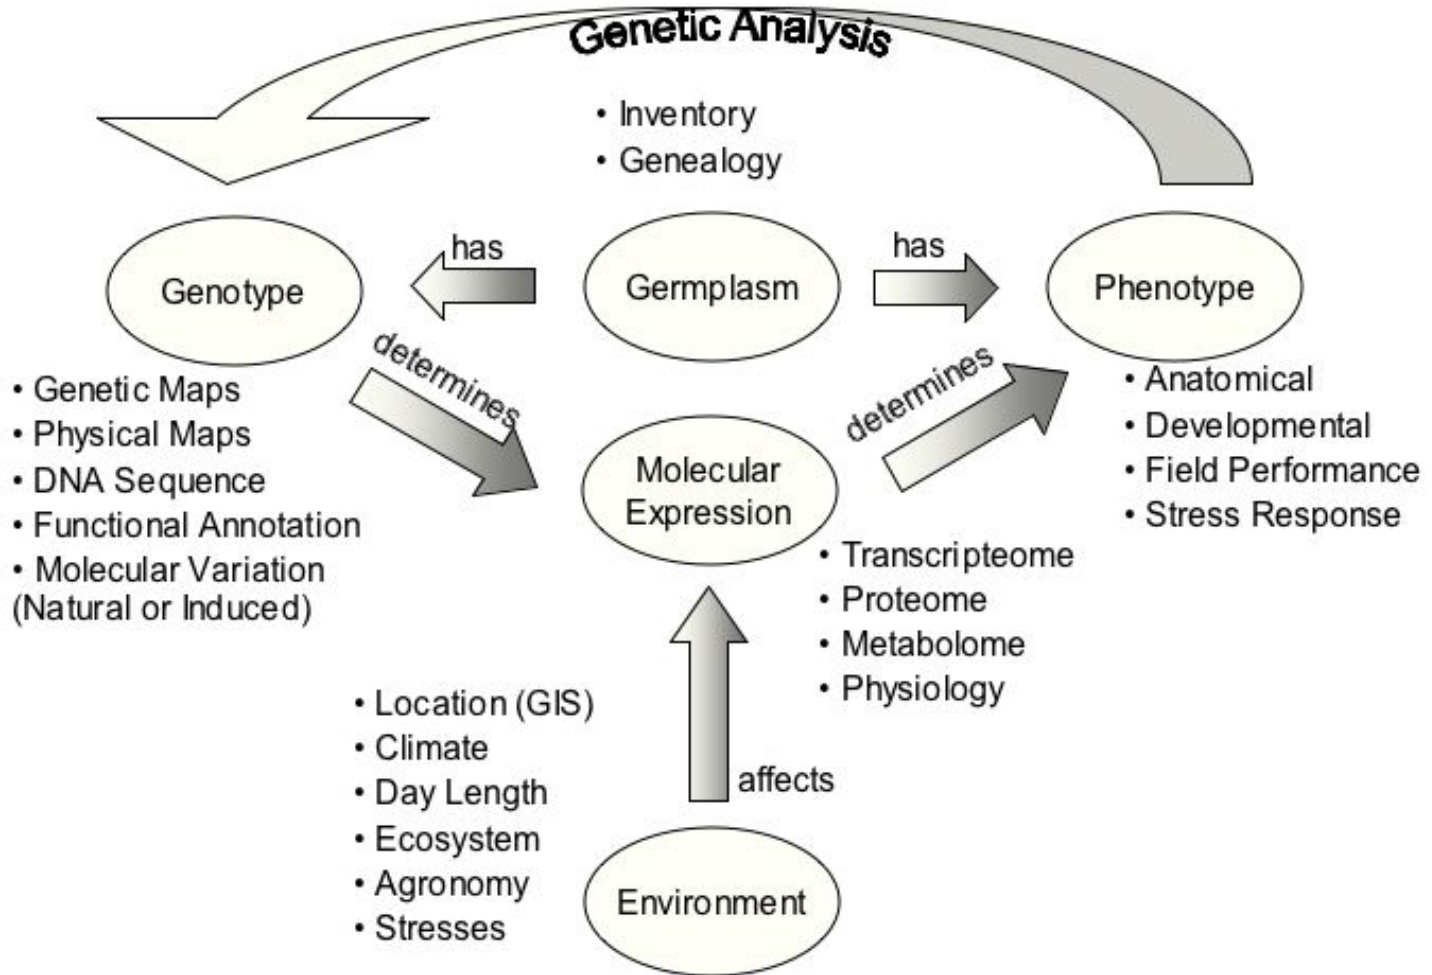 Genetic Analysis
• Inventory
• Genealogy
has
has
Genotype
Germplasm
Phenotype
determines
determines
• Genetic Maps
• Physical Maps
• DNA Sequence
• Functional Annotation
• Molecular Variation
(Natural or Induced)
Molecular
Expression
• Anatomical
• Developmental
• Field Performance
• Stress Response
• Transcripteome
• Proteome
• Metabolome
• Physiology
• Location (GIS)
• Climate
• Day Length
• Ecosystem
• Agronomy
• Stresses
affects
Environment